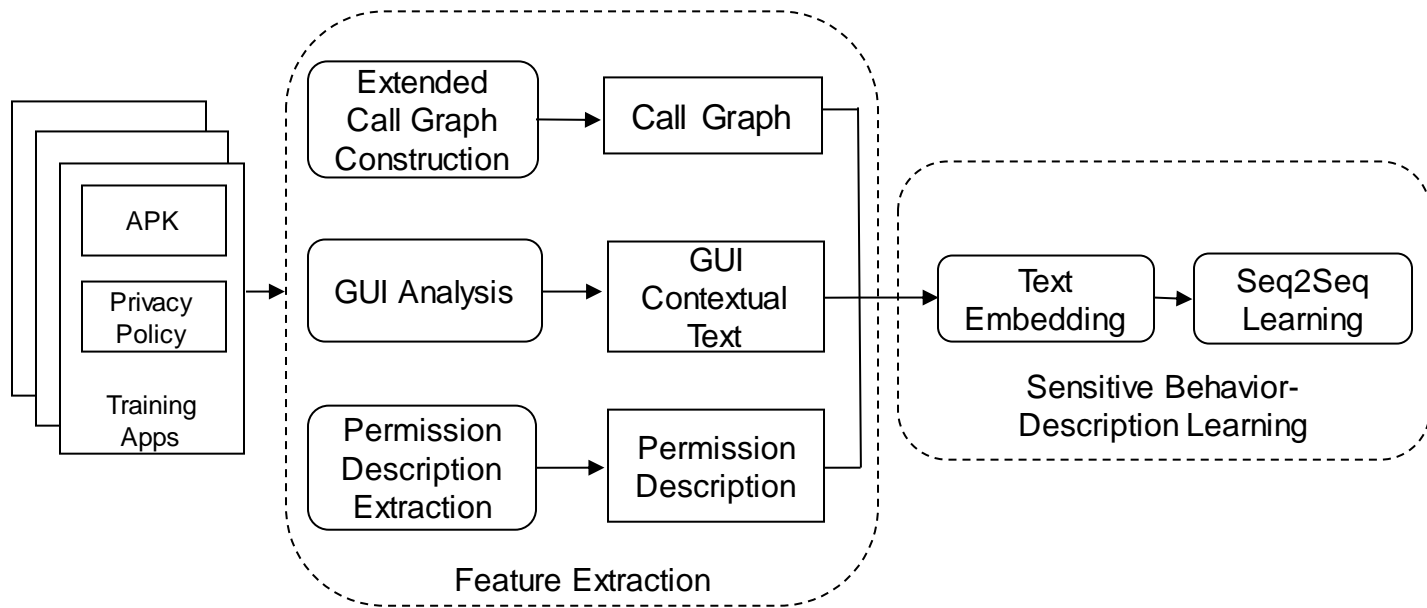 APK
Privacy
Policy
Training
Apps
Extended
Call Graph
Construction
Call Graph
GUI Analysis
GUI
Contextual
Text
Permission
Description
Extraction
Permission
Description
Feature Extraction
Text
Embedding
Seq2Seq
Learning
Sensitive Behavior-
Description Learning